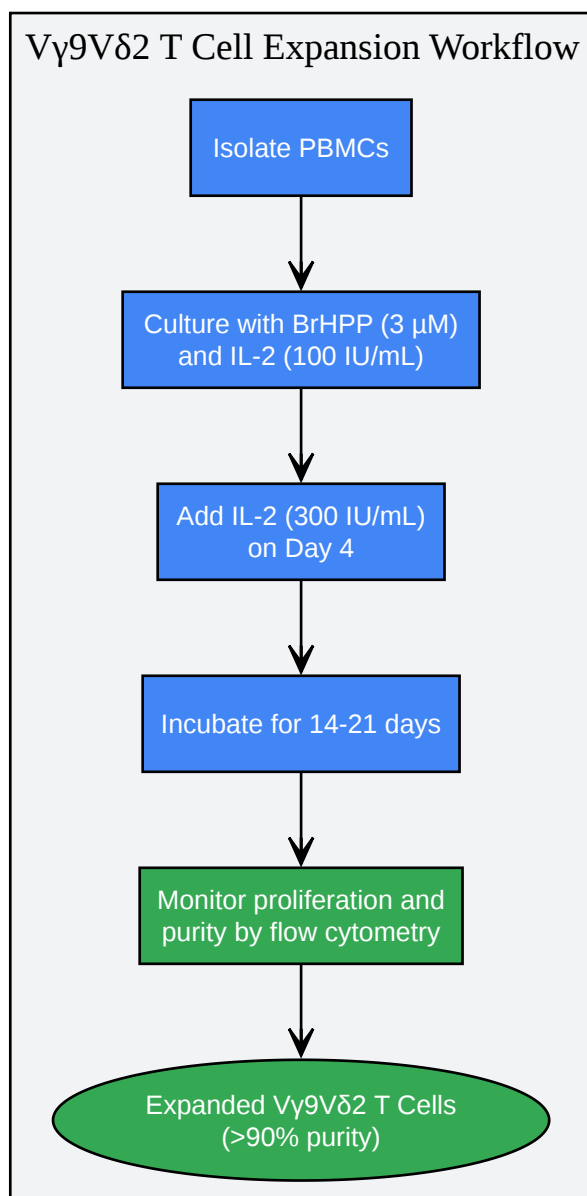 Vγ9Vδ2 T Cell Expansion Workflow
Isolate PBMCs
Culture with BrHPP (3 µM)
and IL-2 (100 IU/mL)
Add IL-2 (300 IU/mL)
on Day 4
Incubate for 14-21 days
Monitor proliferation and
purity by flow cytometry
Expanded Vγ9Vδ2 T Cells
(>90% purity)